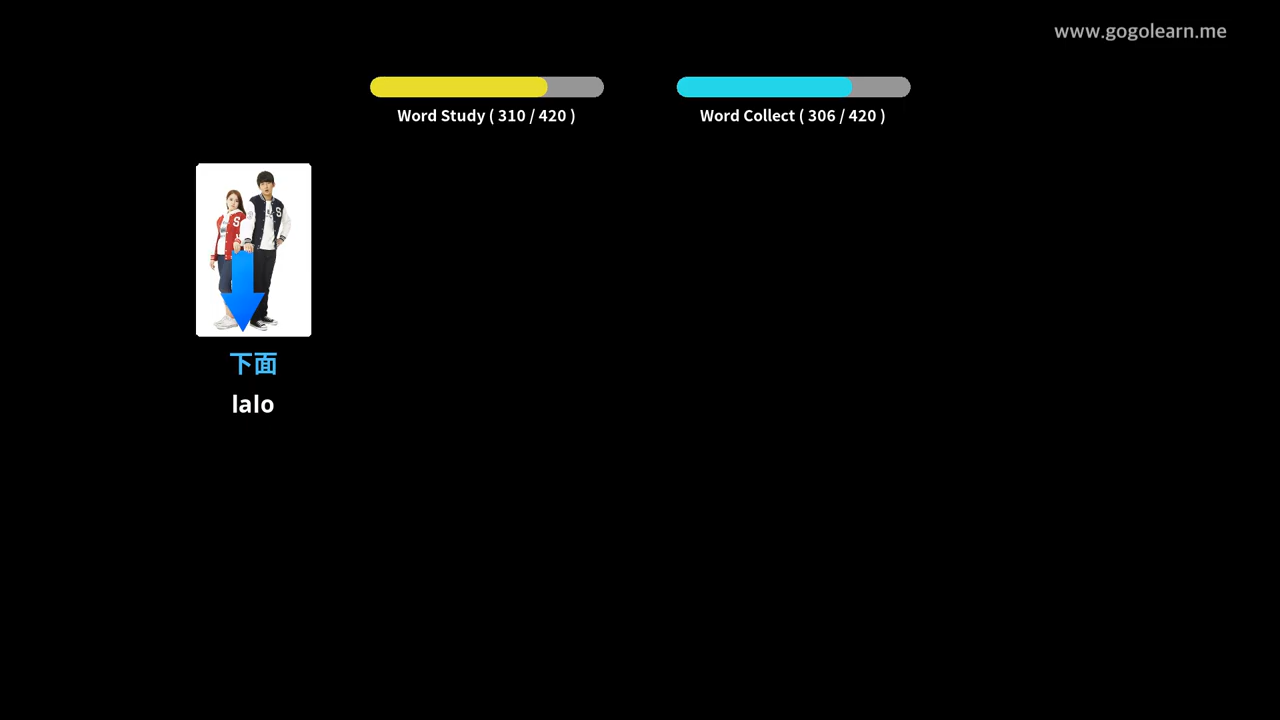 www.gogolearn.me
Word Study ( 310 / 420 )
Word Collect ( 306 / 420 )
S
S
下面
lalo